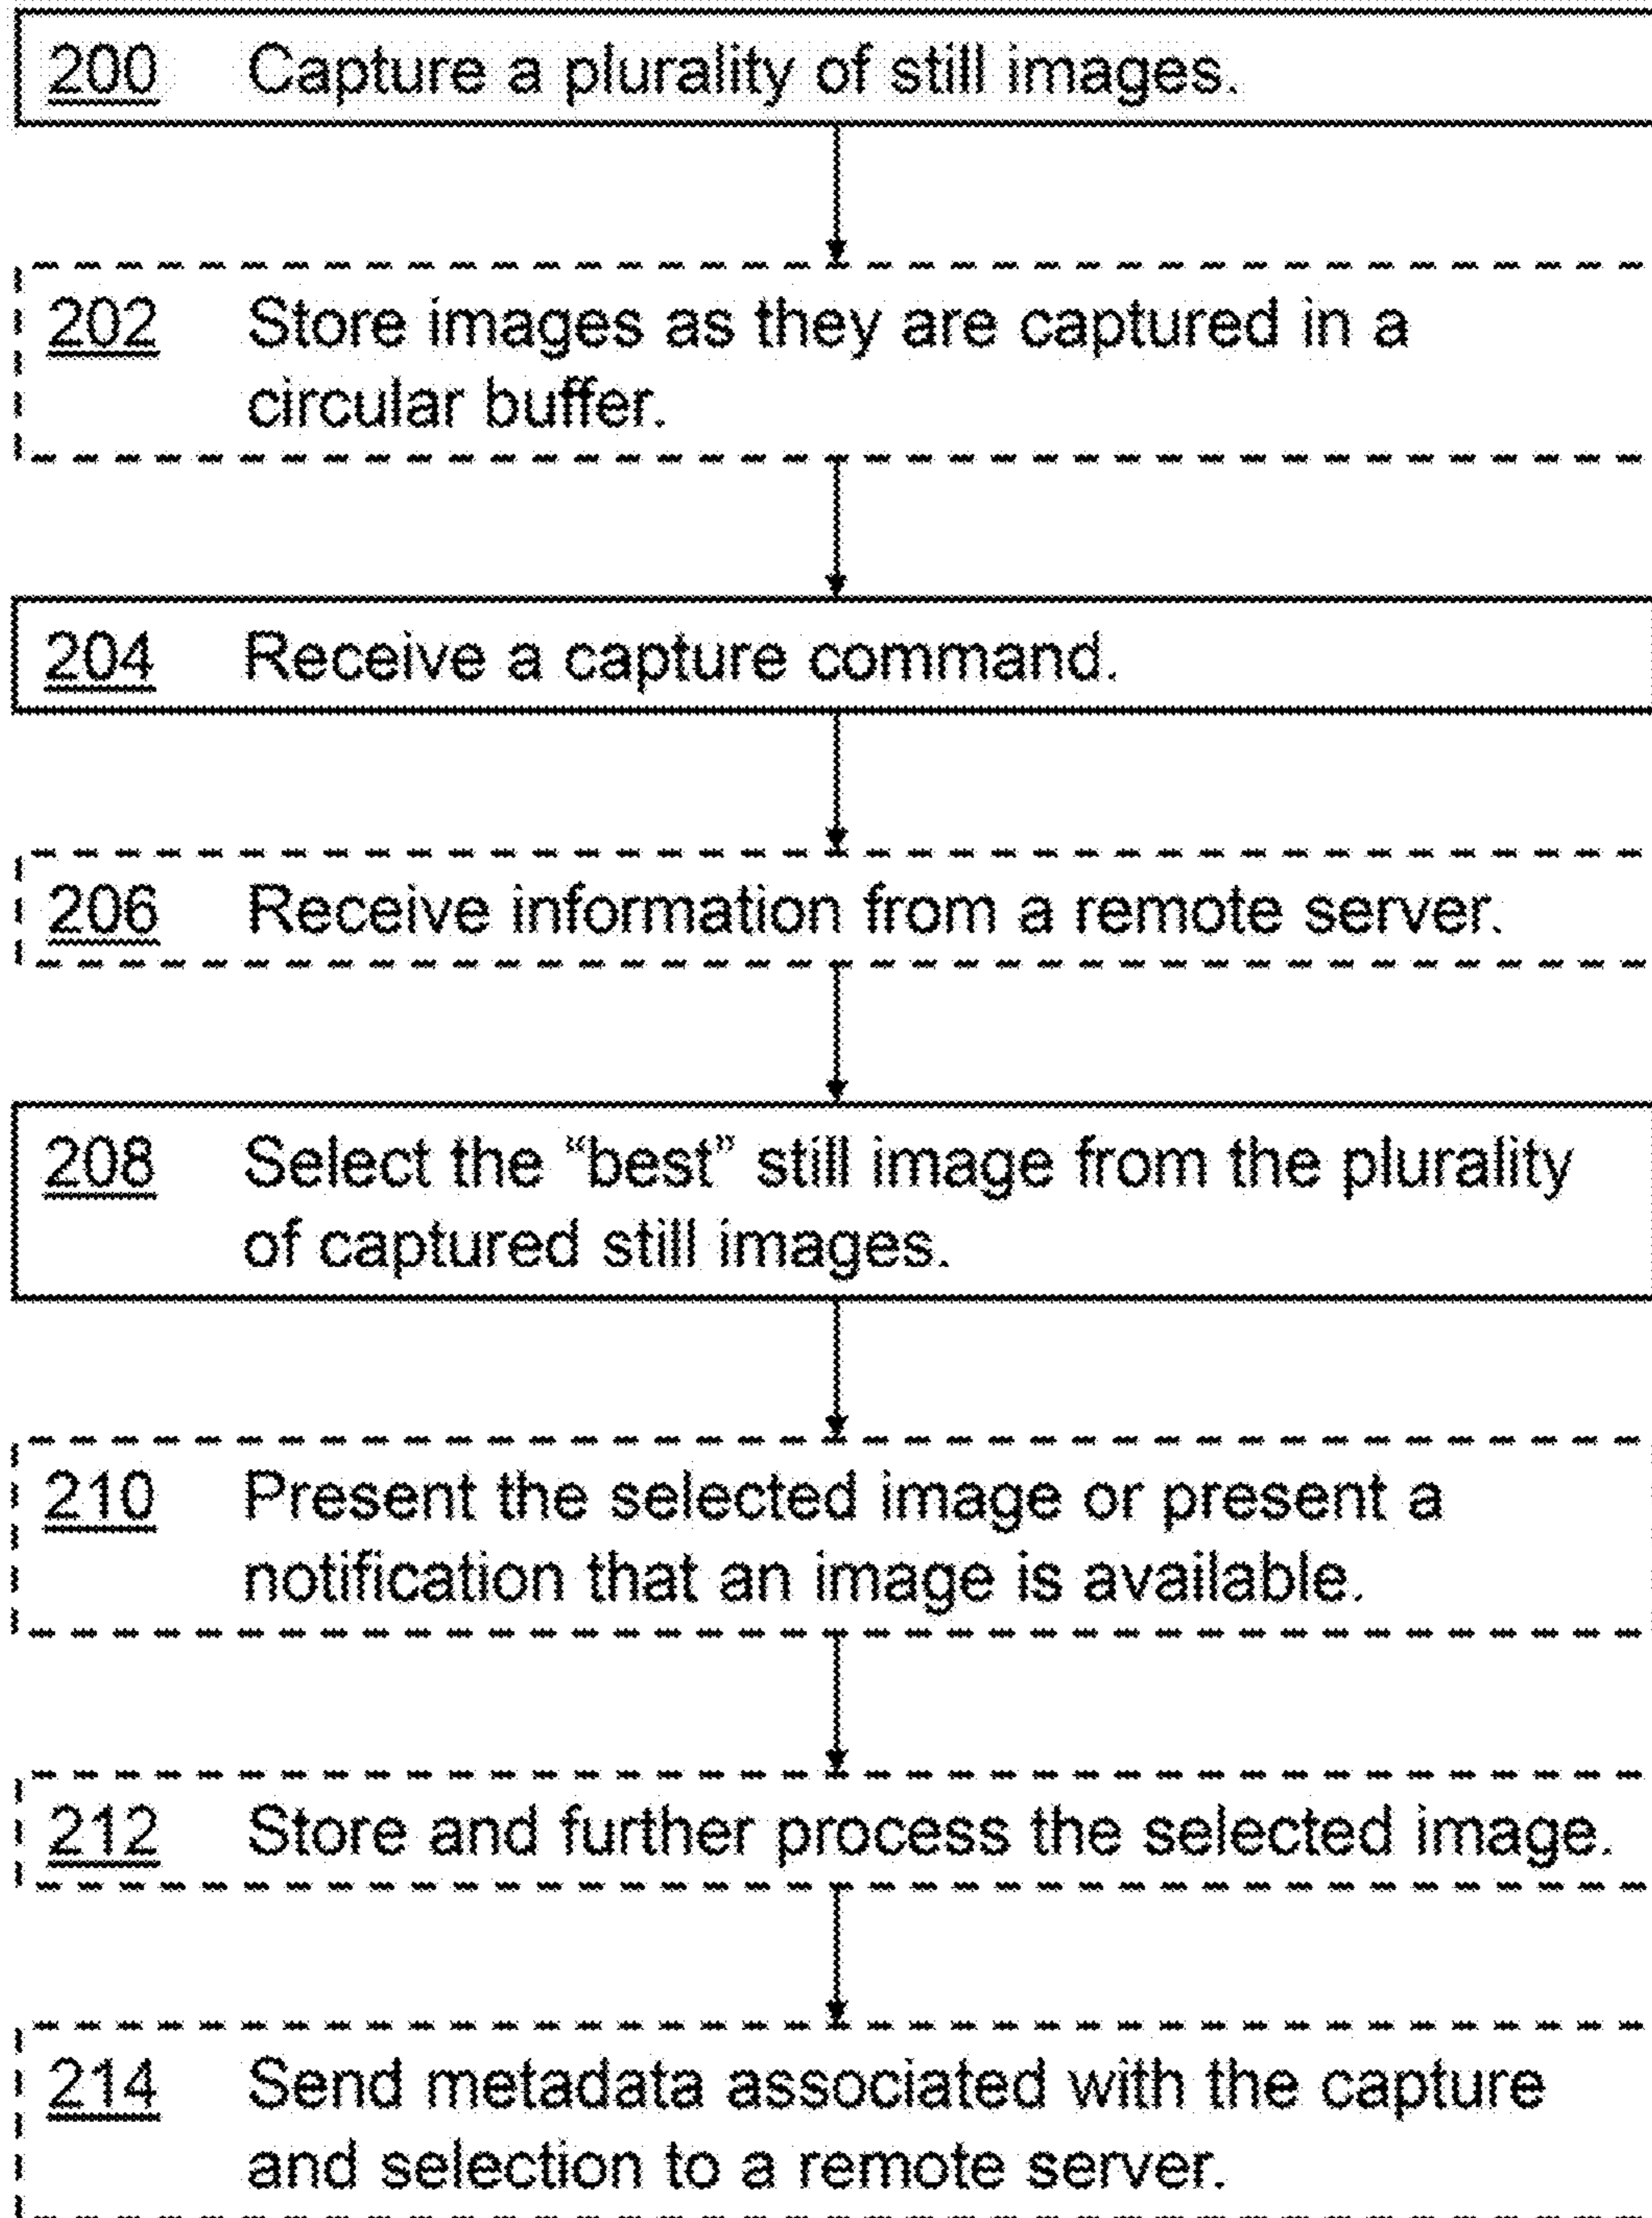 200 Capture a plurality of still images.
202 Store images as they are captured in a
circular buffer.
204 Receive a capture command.
206 Receive information from a remote server.
208 Select the “best” still image from the plurality
of captured still images.
210 Present the selected image or present a
notification that an image is available.
212 Store and further process the selected image.
214 Send metadata associated with the capture
and selection to a remote server.